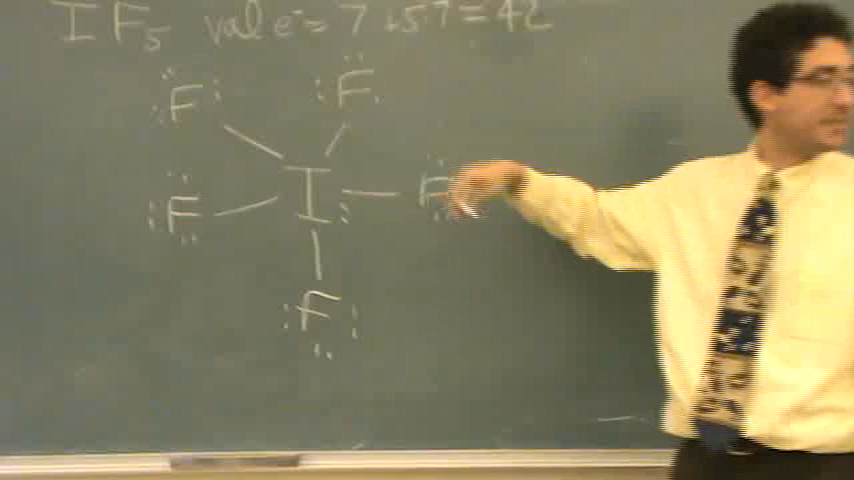 IF5 val e- = 7 + 5·7 = 42
F F
I
F F
F